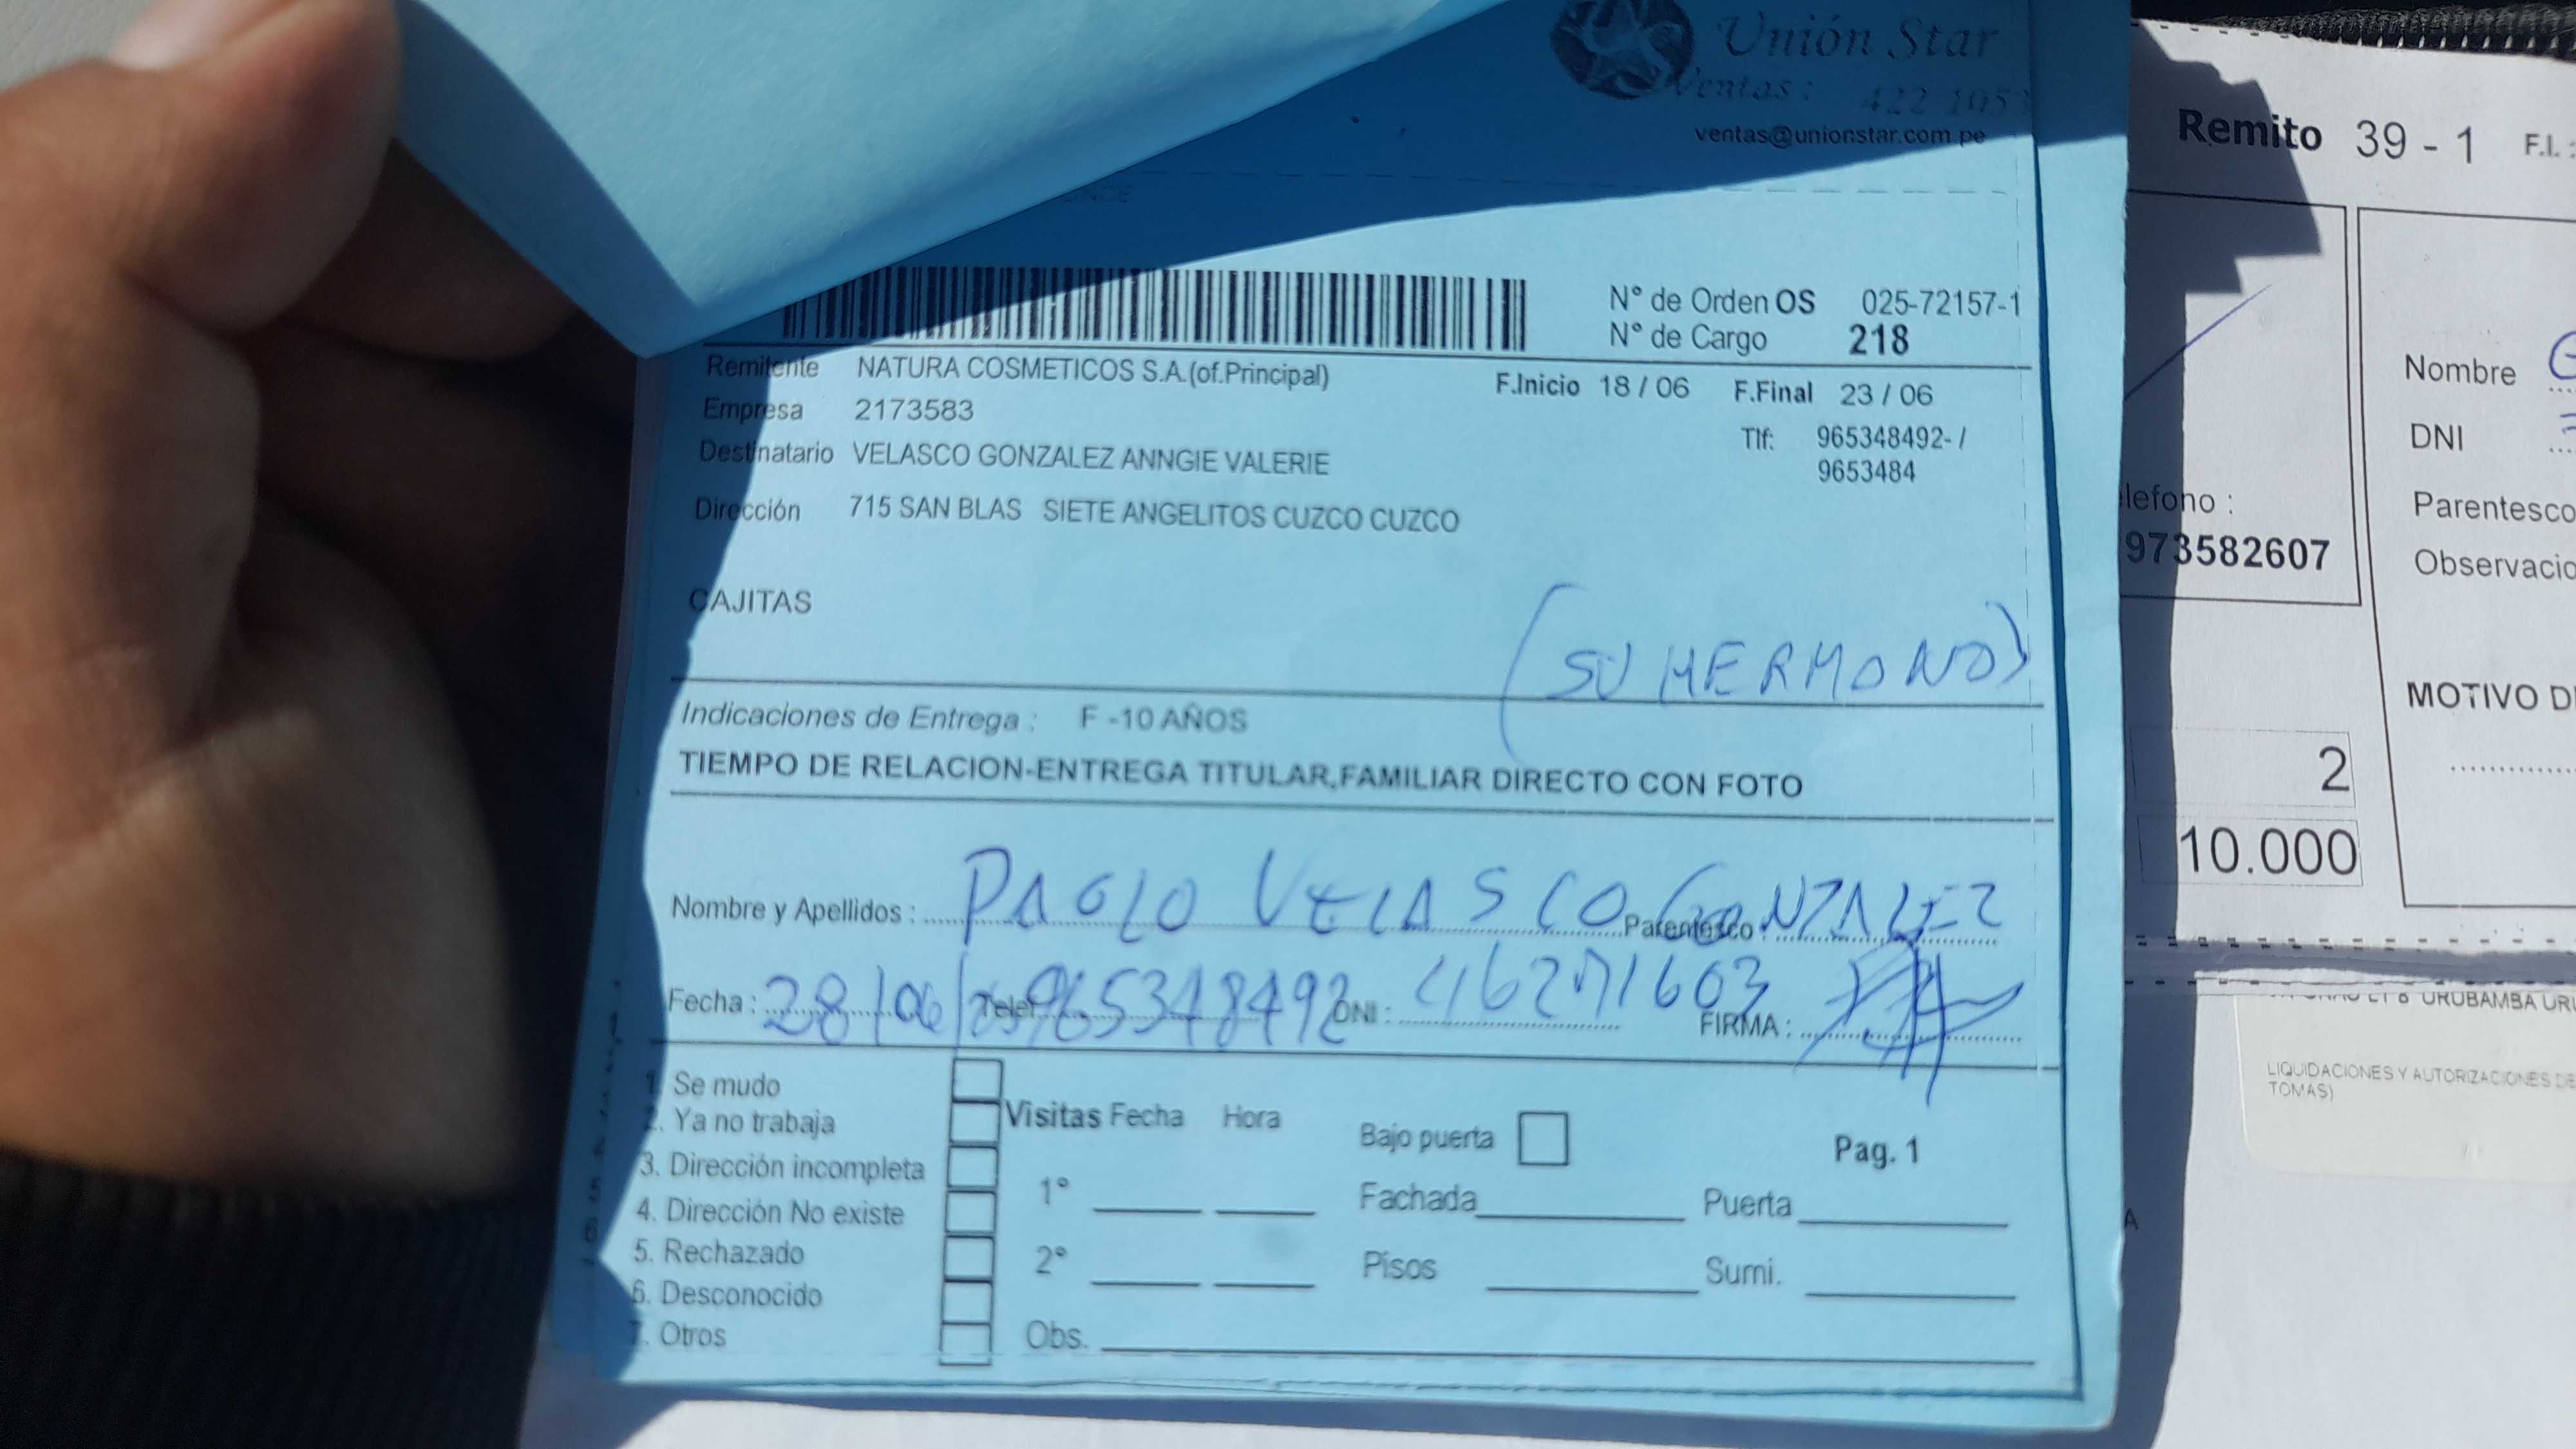 Unión Star
Ventas : 422 105
ventas@unionstar.com.pe
N° de Orden OS 025-72157-1
N° de Cargo 218
Remitente NATURA COSMETICOS S.A.(of.Principal)
F.Inicio 18 / 06 F.Final 23 / 06
Empresa 2173583
Tlf: 965348492- /
9653484
Destinatario VELASCO GONZALEZ ANNGIE VALERIE
Dirección 715 SAN BLAS SIETE ANGELITOS CUZCO CUZCO
CAJITAS
(SU HERMONO)
Indicaciones de Entrega : F -10 AÑOS
TIEMPO DE RELACION-ENTREGA TITULAR,FAMILIAR DIRECTO CON FOTO
Nombre y Apellidos : VELASCO GONZALEZ Parentesco :
Fecha : 28/06/ Telef. 965348492 DNI : FIRMA :
1. Se mudo
2. Ya no trabaja
3. Dirección incompleta
4. Dirección No existe
5. Rechazado
6. Desconocido
7. Otros
Visitas Fecha Hora
1°
2°
Obs.
Bajo puerta
Pag. 1
Fachada Puerta
Pisos Sumi.
Remito 39 - 1 F.I. :
Nombre
DNI
Parentesco
Observacio
lefono :
973582607
MOTIVO D
2
10.000
URUBAMBA URU
LIQUIDACIONES Y AUTORIZACIONES DE
TOMAS)